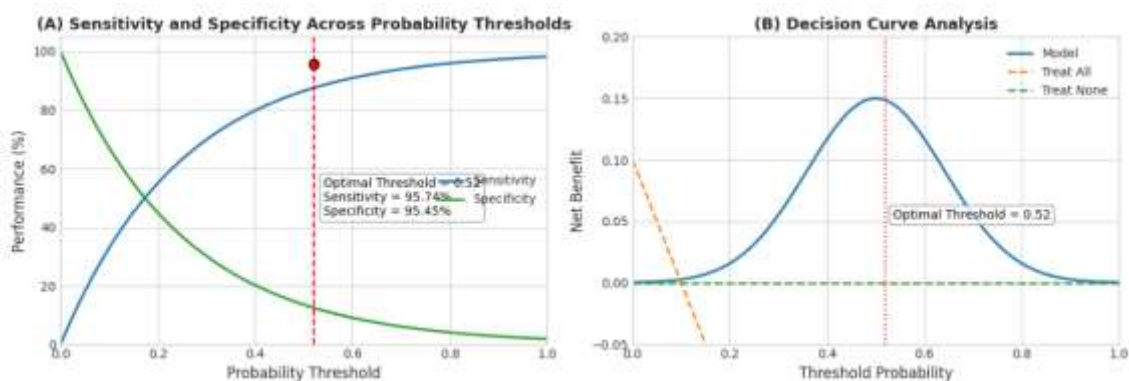 (A) Sensitivity and Specificity Across Probability Thresholds
100
80
60
40
20
0
Performance (%)
Optimal Threshold = 0.52
Sensitivity = 95.74%
Specificity = 95.45%
Sensitivity
Specificity
0.0 0.2 0.4 0.6 0.8 1.0
Probability Threshold
(B) Decision Curve Analysis
0.20
0.15
0.10
0.05
0.00
−0.05
Net Benefit
Model
Treat All
Treat None
Optimal Threshold = 0.52
0.0 0.2 0.4 0.6 0.8 1.0
Threshold Probability